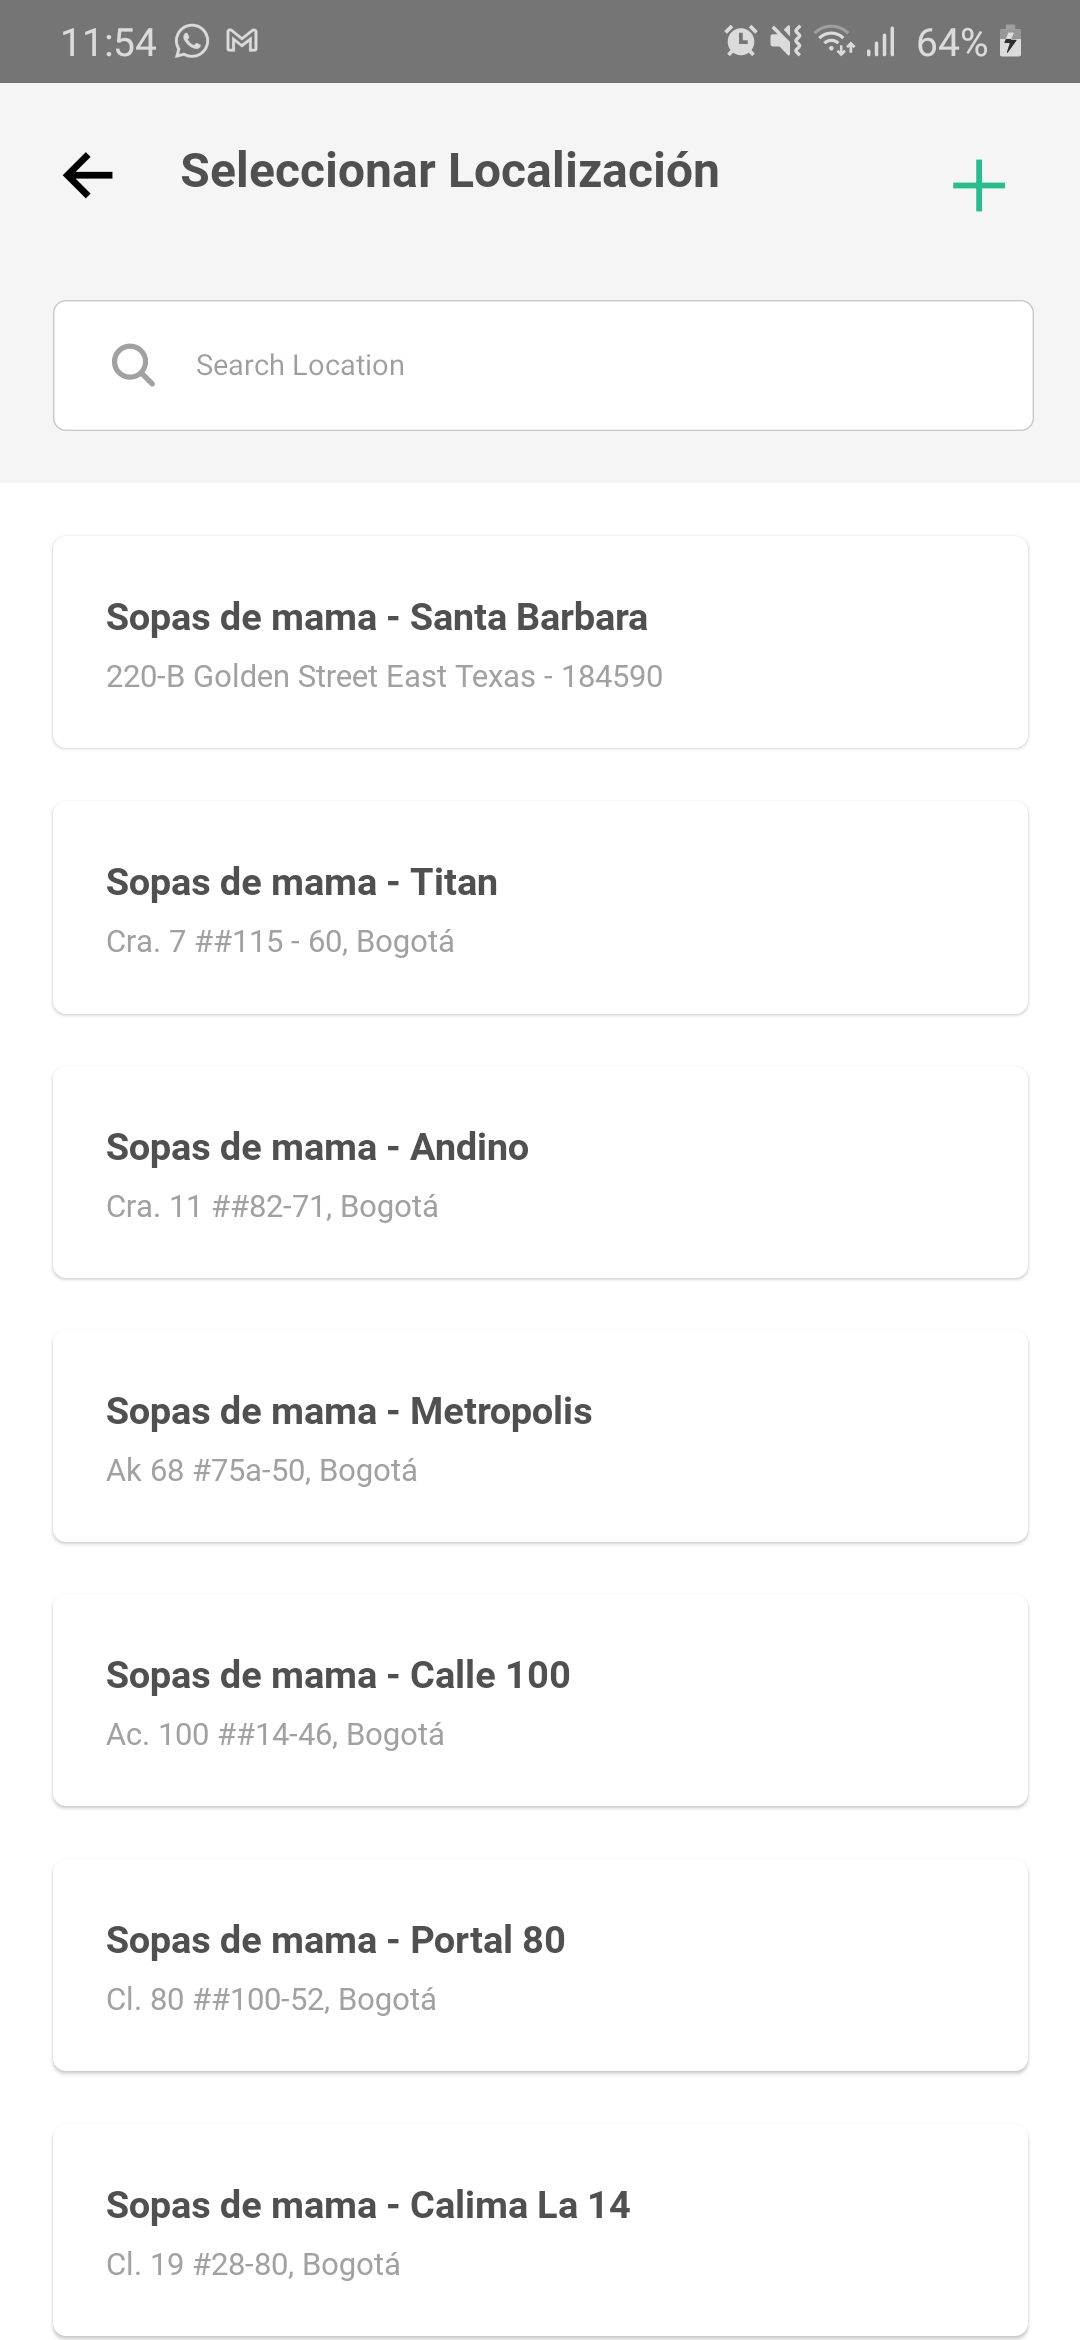 11:54 64%
Seleccionar Localización
Search Location
Sopas de mama - Santa Barbara
220-B Golden Street East Texas - 184590
Sopas de mama - Titan
Cra. 7 ##115 - 60, Bogotá
Sopas de mama - Andino
Cra. 11 ##82-71, Bogotá
Sopas de mama - Metropolis
Ak 68 #75a-50, Bogotá
Sopas de mama - Calle 100
Ac. 100 ##14-46, Bogotá
Sopas de mama - Portal 80
Cl. 80 ##100-52, Bogotá
Sopas de mama - Calima La 14
Cl. 19 #28-80, Bogotá